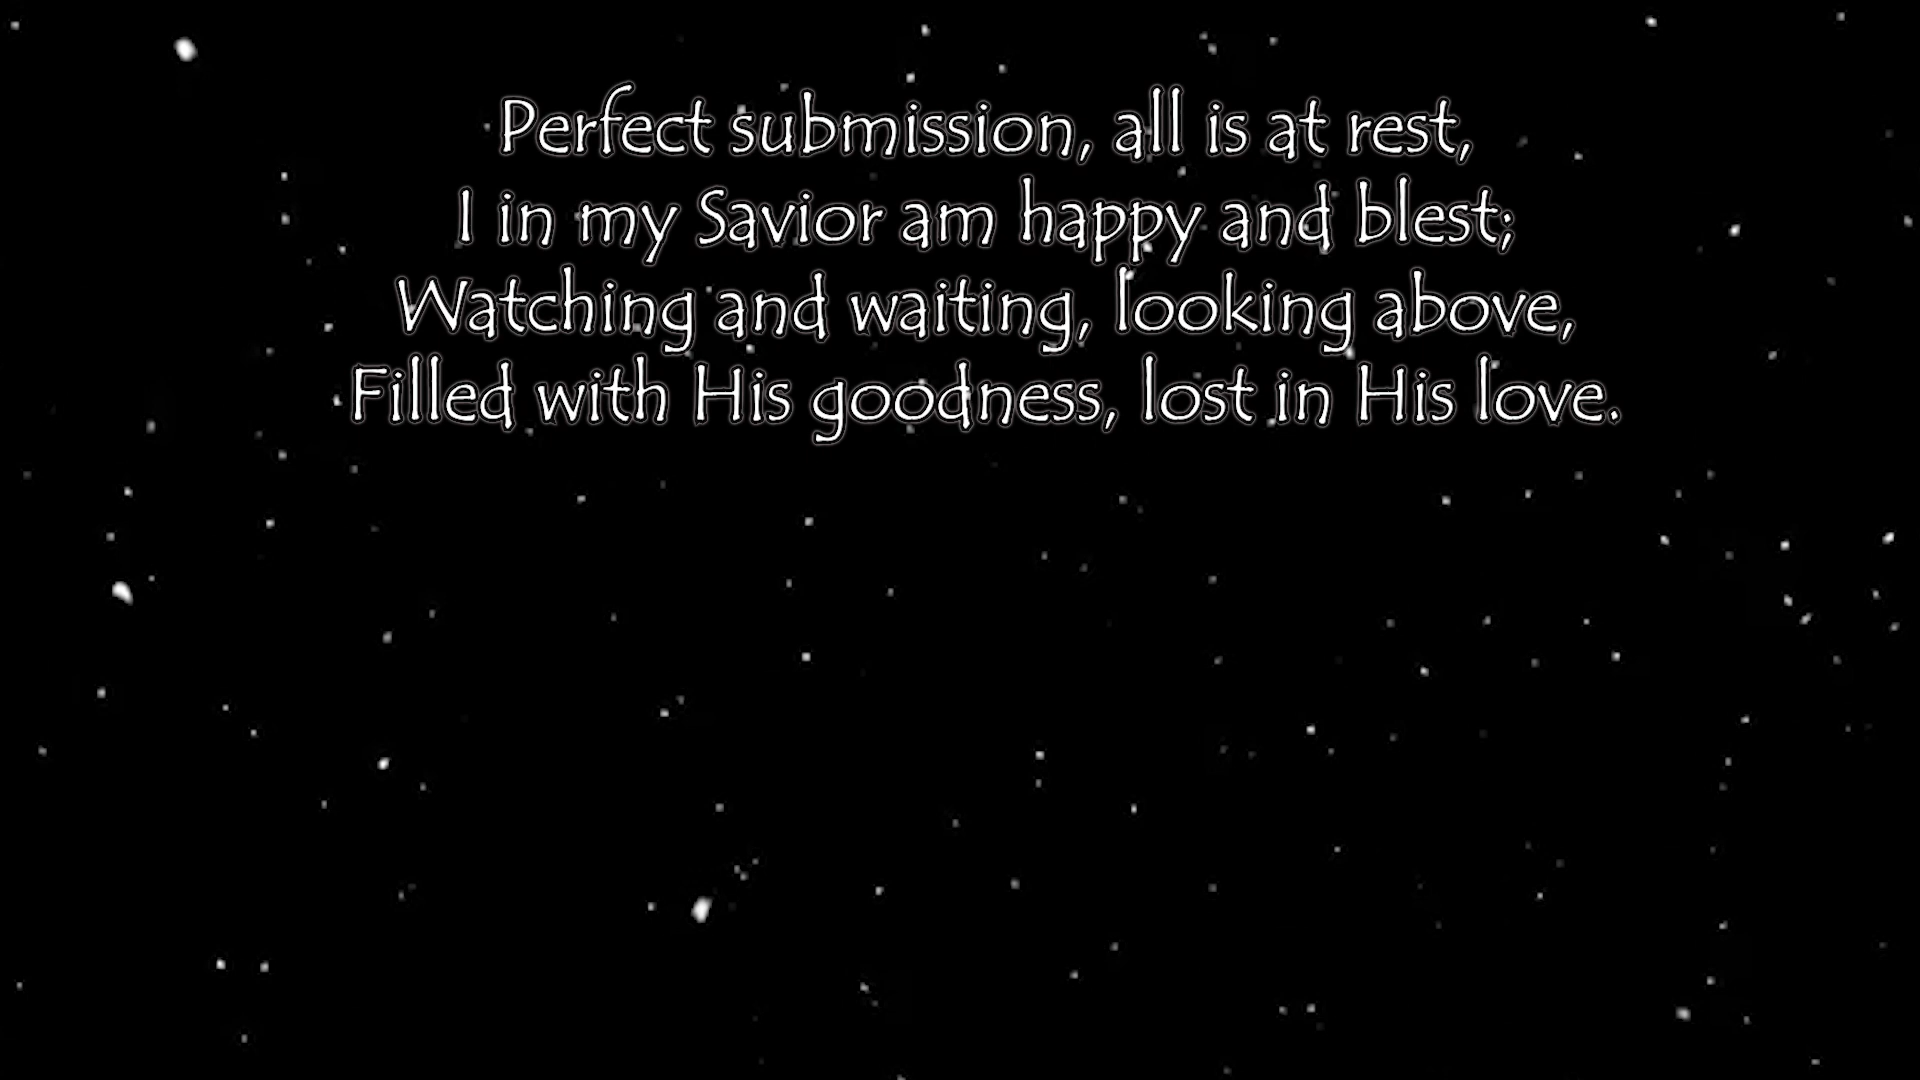 Perfect submission, all is at rest,
I in my Savior am happy and blest;
Watching and waiting, looking above,
Filled with His goodness, lost in His love.